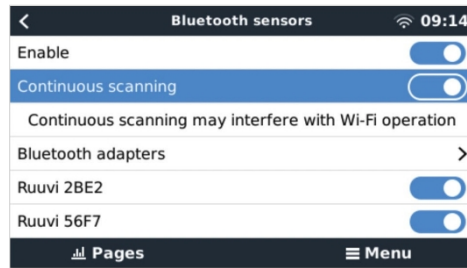 Bluetooth sensors 09:14
Enable
Continuous scanning
Continuous scanning may interfere with Wi-Fi operation
Bluetooth adapters
Ruuvi 2BE2
Ruuvi 56F7
Pages Menu